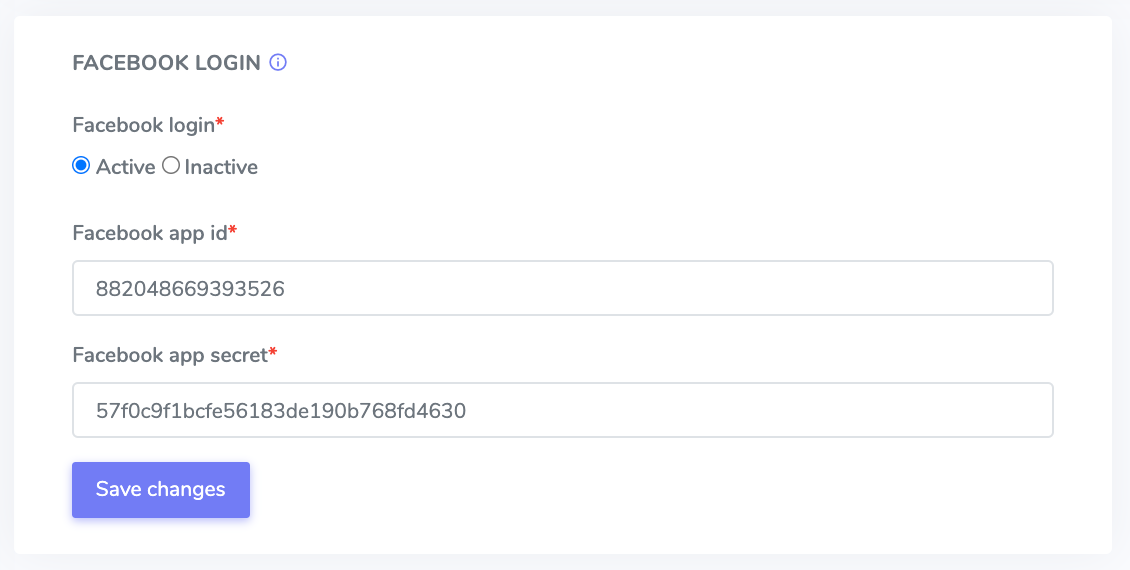 FACEBOOK LOGIN
Facebook login*
Active Inactive
Facebook app id*
882048669393526
Facebook app secret*
57f0c9f1bcfe56183de190b768fd4630
Save changes